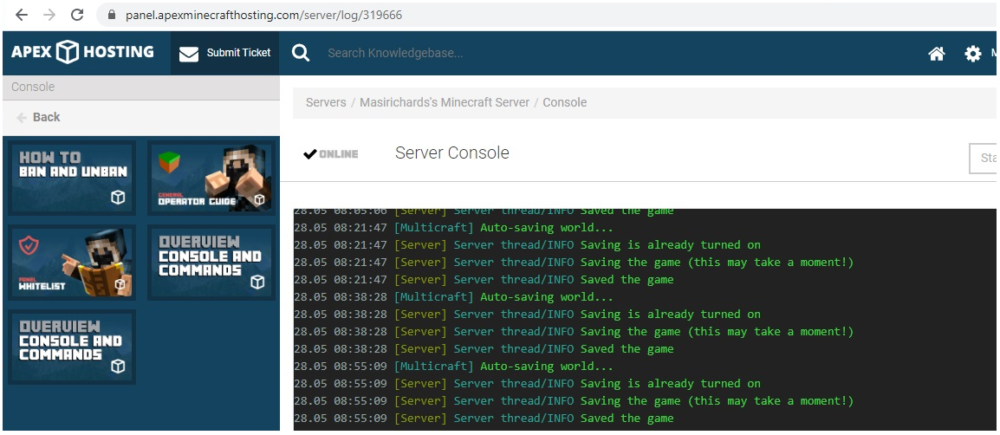 panel.apexminecrafthosting.com/server/log/319666
APEX HOSTING
Submit Ticket
Search Knowledgebase...
M
Console
Back
Servers / Masirichards's Minecraft Server / Console
HOW TO
BAN AND UNBAN
GENERAL
OPERATOR GUIDE
PANEL
WHITELIST
OVERVIEW
CONSOLE AND
COMMANDS
OVERVIEW
CONSOLE AND
COMMANDS
ONLINE
Server Console
Sta
28.05 08:05:06 [Server] Server thread/INFO Saved the game
28.05 08:21:47 [Multicraft] Auto-saving world...
28.05 08:21:47 [Server] Server thread/INFO Saving is already turned on
28.05 08:21:47 [Server] Server thread/INFO Saving the game (this may take a moment!)
28.05 08:21:47 [Server] Server thread/INFO Saved the game
28.05 08:38:28 [Multicraft] Auto-saving world...
28.05 08:38:28 [Server] Server thread/INFO Saving is already turned on
28.05 08:38:28 [Server] Server thread/INFO Saving the game (this may take a moment!)
28.05 08:38:28 [Server] Server thread/INFO Saved the game
28.05 08:55:09 [Multicraft] Auto-saving world...
28.05 08:55:09 [Server] Server thread/INFO Saving is already turned on
28.05 08:55:09 [Server] Server thread/INFO Saving the game (this may take a moment!)
28.05 08:55:09 [Server] Server thread/INFO Saved the game